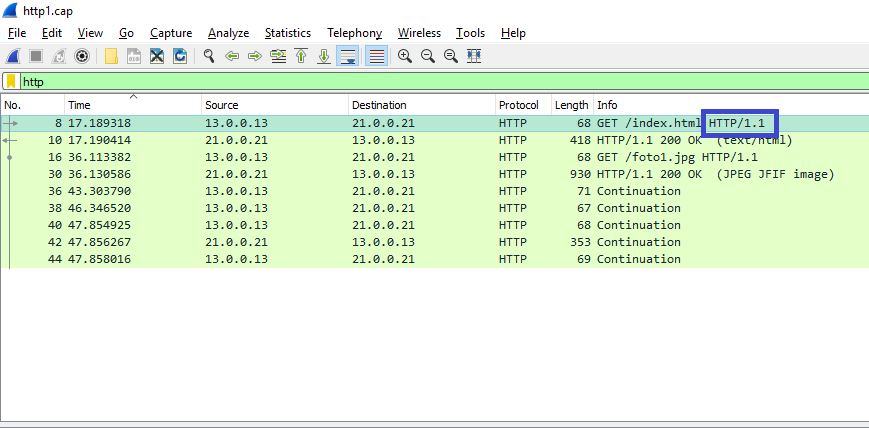 http1.cap
File Edit View Go Capture Analyze Statistics Telephony Wireless Tools Help
http
No. Time Source Destination Protocol Length Info
8 17.189318 13.0.0.13 21.0.0.21 HTTP 68 GET /index.html HTTP/1.1
10 17.190414 21.0.0.21 13.0.0.13 HTTP 418 HTTP/1.1 200 OK (text/html)
16 36.113382 13.0.0.13 21.0.0.21 HTTP 68 GET /foto1.jpg HTTP/1.1
30 36.130586 21.0.0.21 13.0.0.13 HTTP 930 HTTP/1.1 200 OK (JPEG JFIF image)
36 43.303790 13.0.0.13 21.0.0.21 HTTP 71 Continuation
38 46.346520 13.0.0.13 21.0.0.21 HTTP 67 Continuation
40 47.854925 13.0.0.13 21.0.0.21 HTTP 68 Continuation
42 47.856267 21.0.0.21 13.0.0.13 HTTP 353 Continuation
44 47.858016 13.0.0.13 21.0.0.21 HTTP 69 Continuation